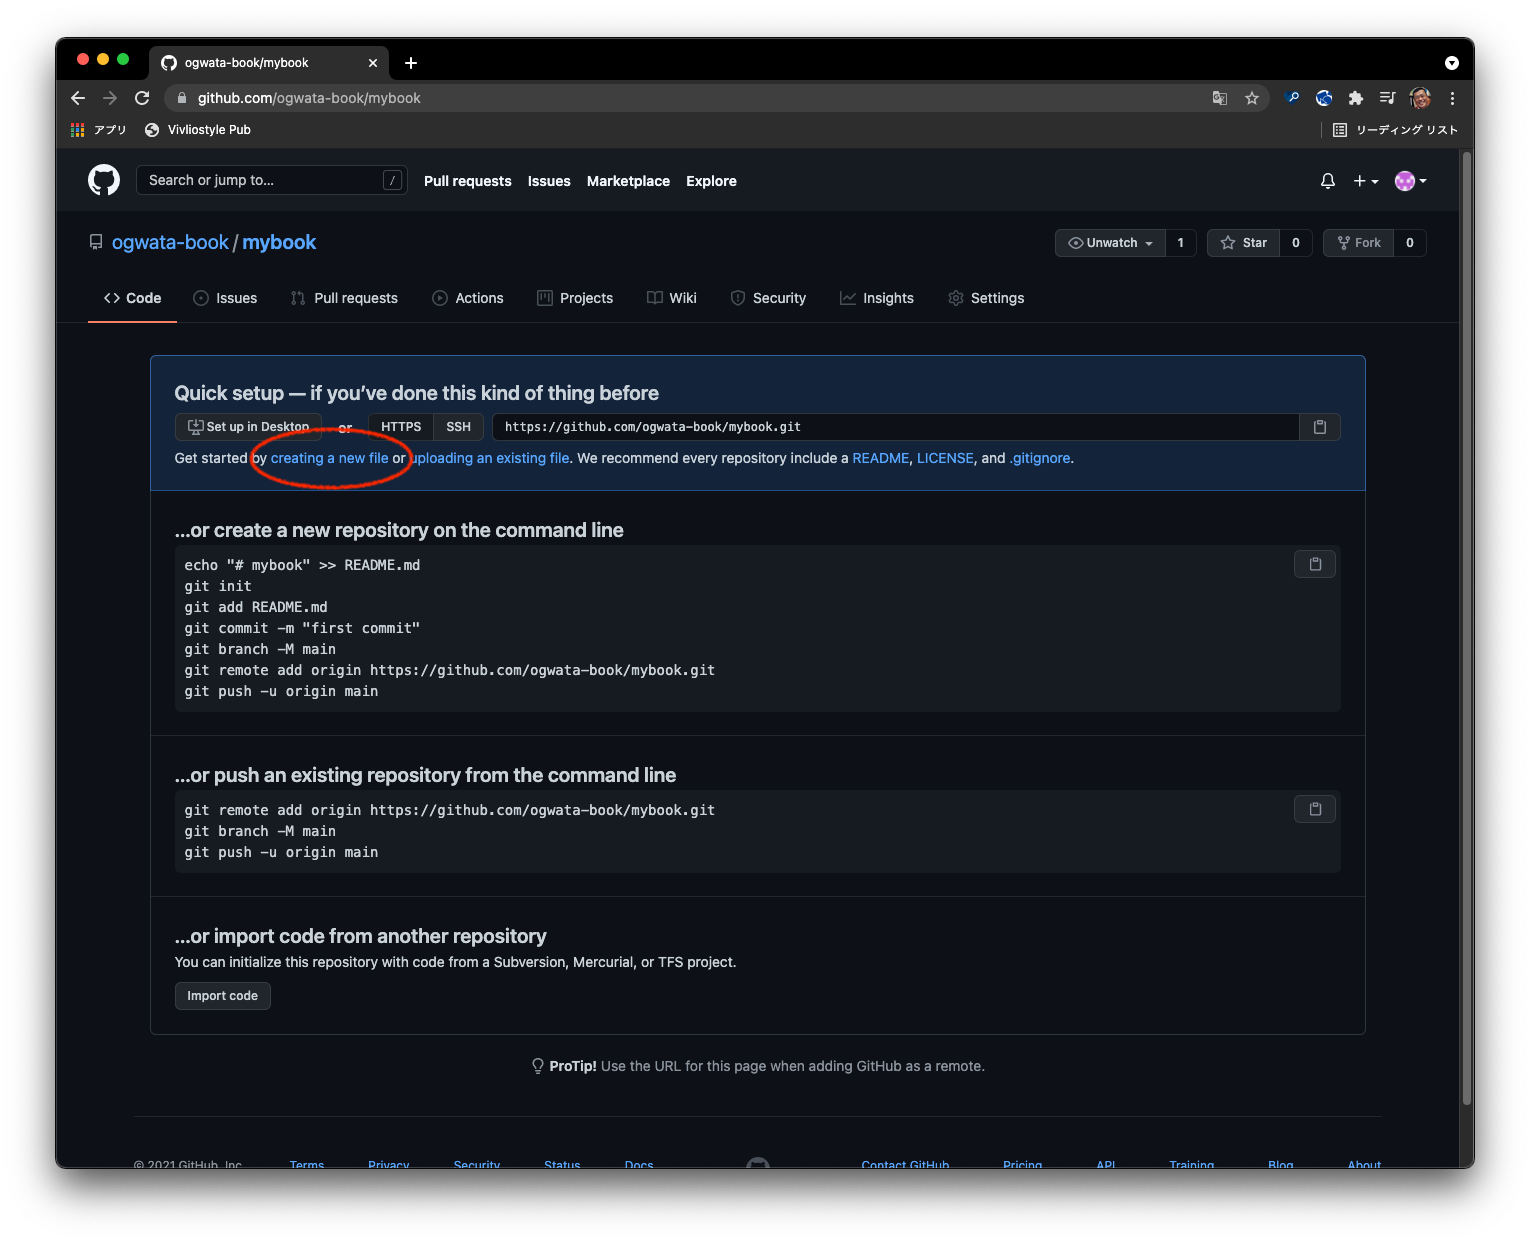 ogwata-book/mybook
github.com/ogwata-book/mybook
アプリ Vivliostyle Pub リーディング リスト
Search or jump to... / Pull requests Issues Marketplace Explore
ogwata-book / mybook Unwatch 1 Star 0 Fork 0
Code Issues Pull requests Actions Projects Wiki Security Insights Settings
Quick setup — if you’ve done this kind of thing before
Set up in Desktop or HTTPS SSH https://github.com/ogwata-book/mybook.git
Get started by creating a new file or uploading an existing file. We recommend every repository include a README, LICENSE, and .gitignore.
…or create a new repository on the command line
echo "# mybook" >> README.md
git init
git add README.md
git commit -m "first commit"
git branch -M main
git remote add origin https://github.com/ogwata-book/mybook.git
git push -u origin main
…or push an existing repository from the command line
git remote add origin https://github.com/ogwata-book/mybook.git
git branch -M main
git push -u origin main
…or import code from another repository
You can initialize this repository with code from a Subversion, Mercurial, or TFS project.
Import code
ProTip! Use the URL for this page when adding GitHub as a remote.
© 2021 GitHub, Inc. Terms Privacy Security Status Docs Contact GitHub Pricing API Training Blog About